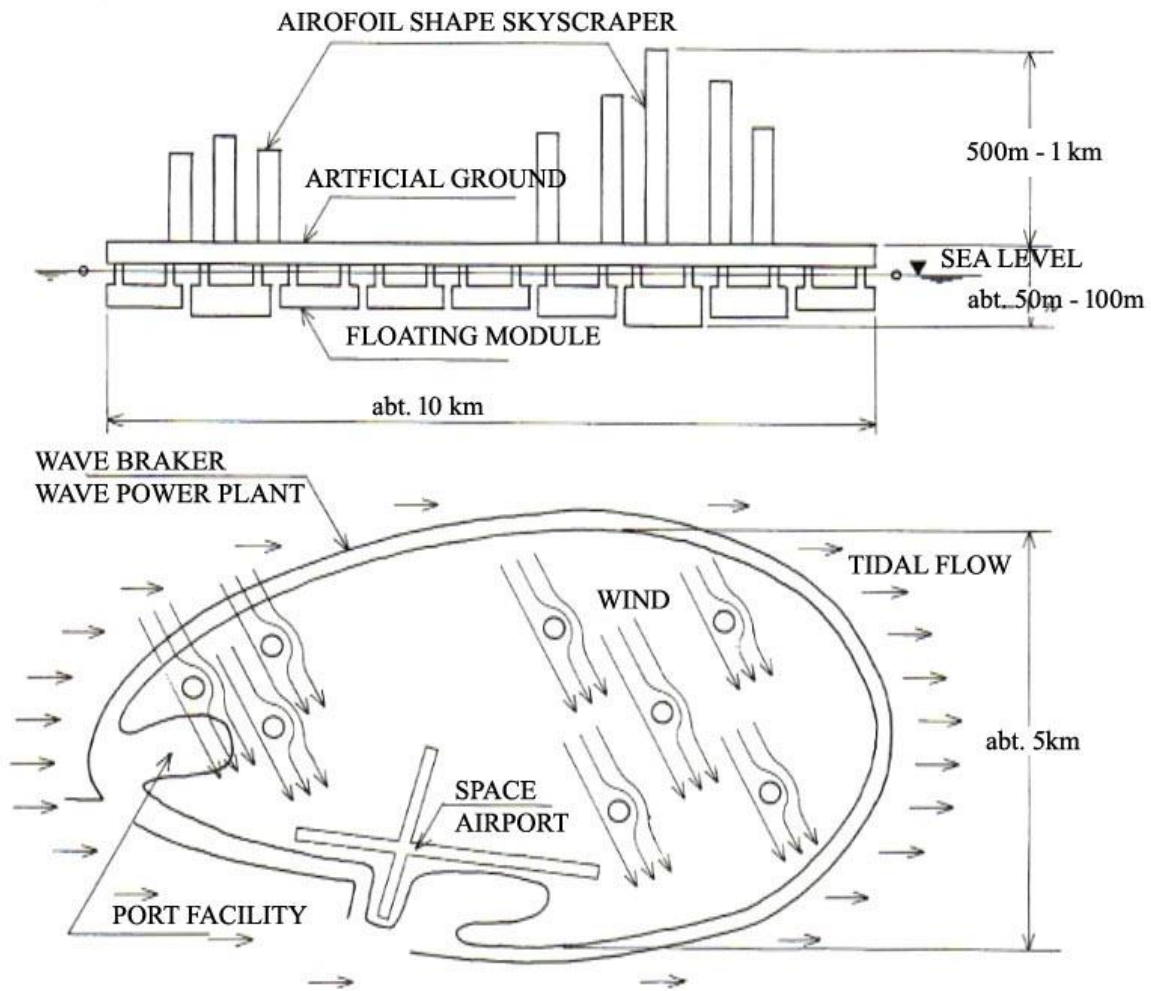 AIROFOIL SHAPE SKYSCRAPER
500m - 1 km
ARTFICIAL GROUND
SEA LEVEL
abt. 50m - 100m
FLOATING MODULE
abt. 10 km
WAVE BRAKER
WAVE POWER PLANT
TIDAL FLOW
WIND
abt. 5km
SPACE
AIRPORT
PORT FACILITY